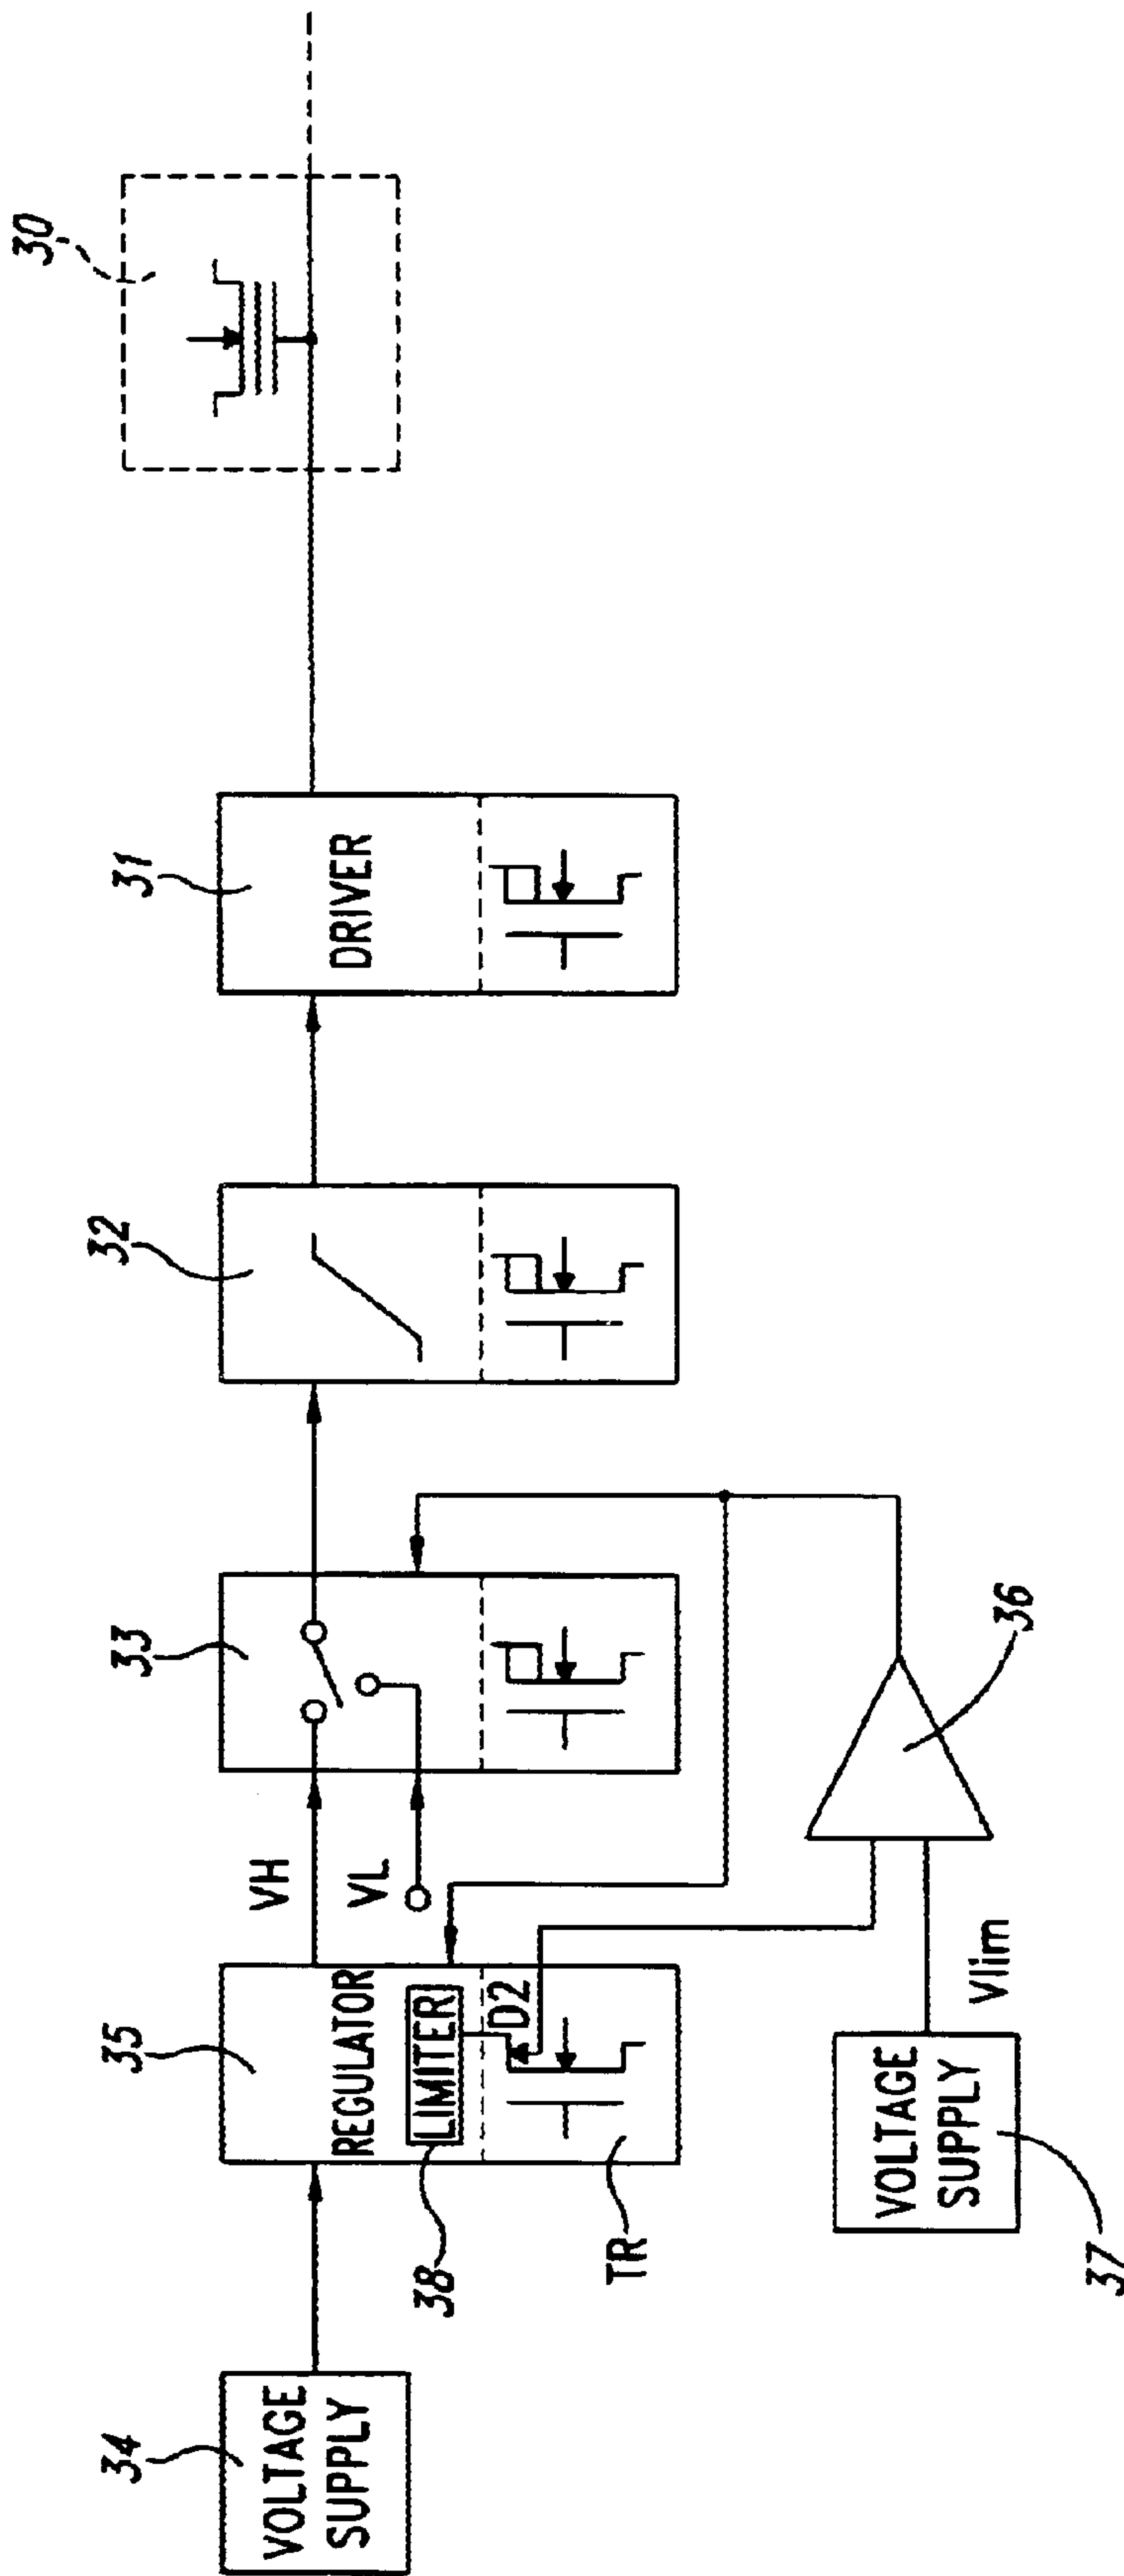 30
31
DRIVER
32
33
VH
VL
35
REGULATOR
LIMITER
D2
38
TR
34
VOLTAGE
SUPPLY
36
Vlim
VOLTAGE
SUPPLY
37